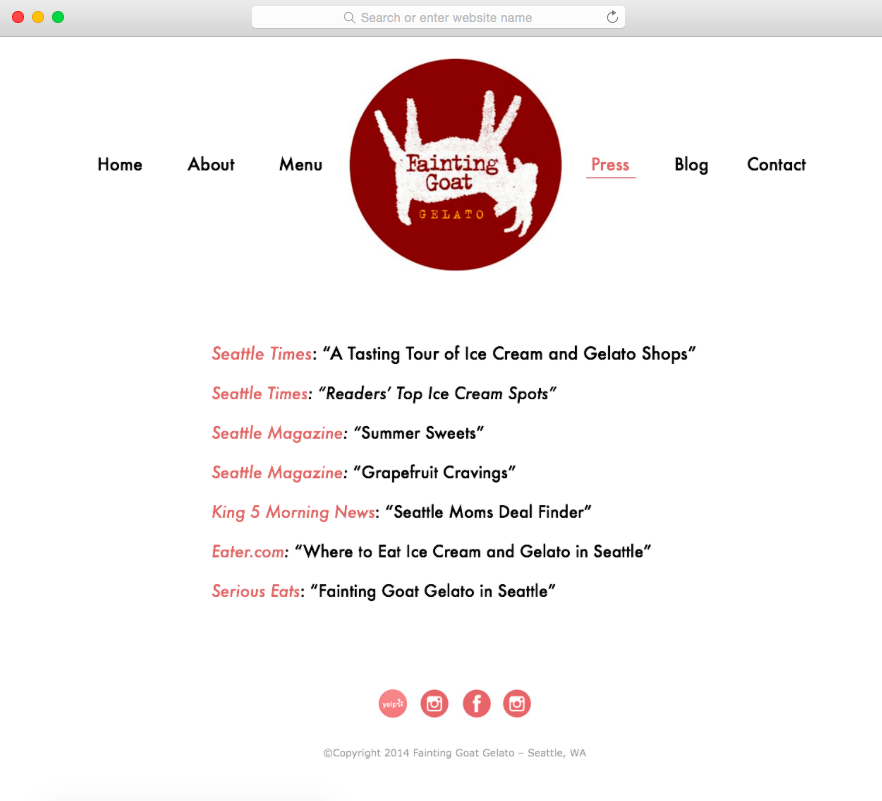 Search or enter website name
Home About Menu Press Blog Contact
Fainting
Goat
GELATO
Seattle Times: “A Tasting Tour of Ice Cream and Gelato Shops”
Seattle Times: “Readers’ Top Ice Cream Spots”
Seattle Magazine: “Summer Sweets”
Seattle Magazine: “Grapefruit Cravings”
King 5 Morning News: “Seattle Moms Deal Finder”
Eater.com: “Where to Eat Ice Cream and Gelato in Seattle”
Serious Eats: “Fainting Goat Gelato in Seattle”
yelp
f
©Copyright 2014 Fainting Goat Gelato – Seattle, WA